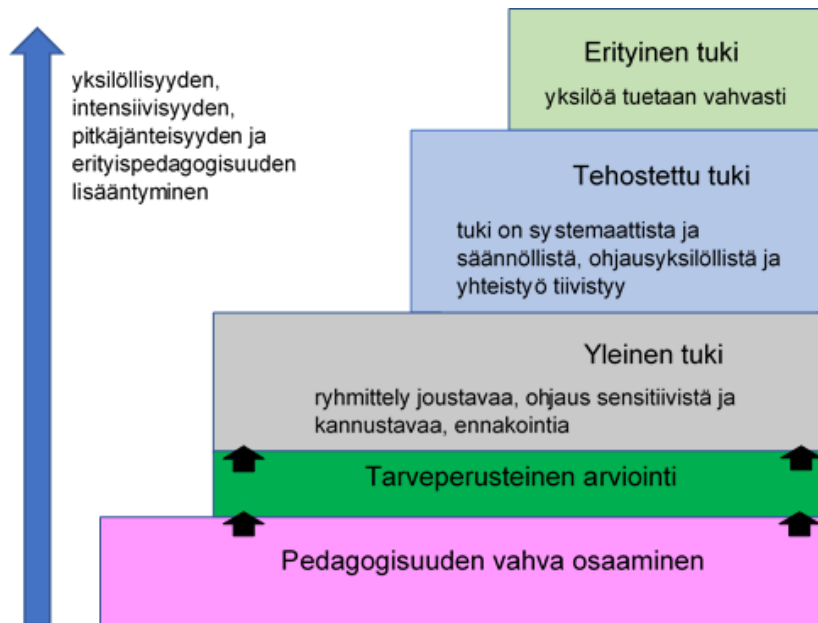 yksilöllisyyden,
intensiivisyyden,
pitkäjänteisyyden ja
erityispedagogisuuden
lisääntyminen
Erityinen tuki
yksilöä tuetaan vahvasti
Tehostettu tuki
tuki on systemaattista ja
säännöllistä, ohjausyksilöllistä ja
yhteistyö tiivistyy
Yleinen tuki
ryhmittely joustavaa, ohjaus sensitiivistä ja
kannustavaa, ennakointia
Tarveperusteinen arviointi
Pedagogisuuden vahva osaaminen